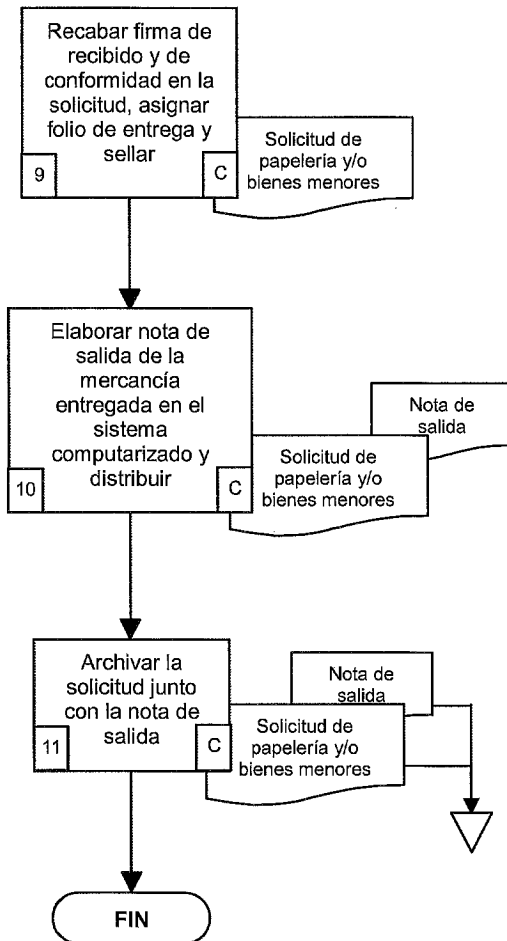 Recabar firma de
recibido y de
conformidad en la
solicitud, asignar
folio de entrega y
sellar
9
C
Solicitud de
papelería y/o
bienes menores
Elaborar nota de
salida de la
mercancía
entregada en el
sistema
computarizado y
distribuir
10
C
Solicitud de
papelería y/o
bienes menores
Nota de
salida
Archivar la
solicitud junto
con la nota de
salida
11
C
Nota de
salida
Solicitud de
papelería y/o
bienes menores
FIN